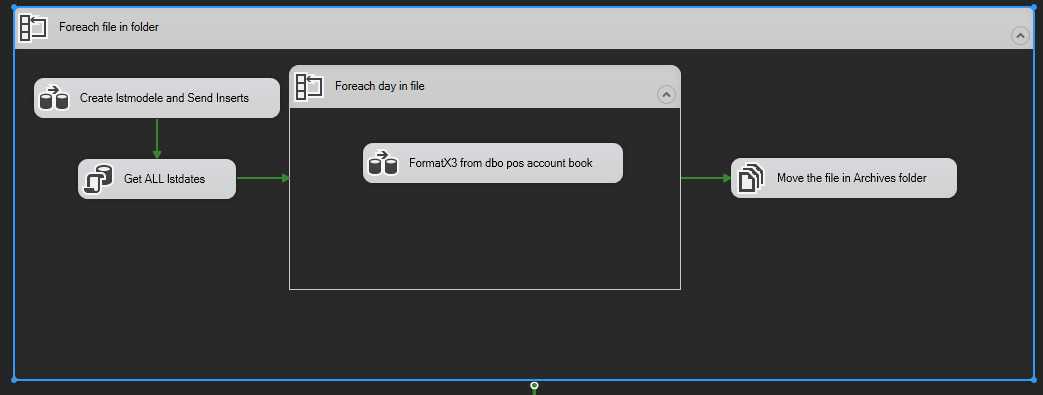 Foreach file in folder
Create lstmodele and Send Inserts
Foreach day in file
FormatX3 from dbo pos account book
Get ALL lstdates
Move the file in Archives folder